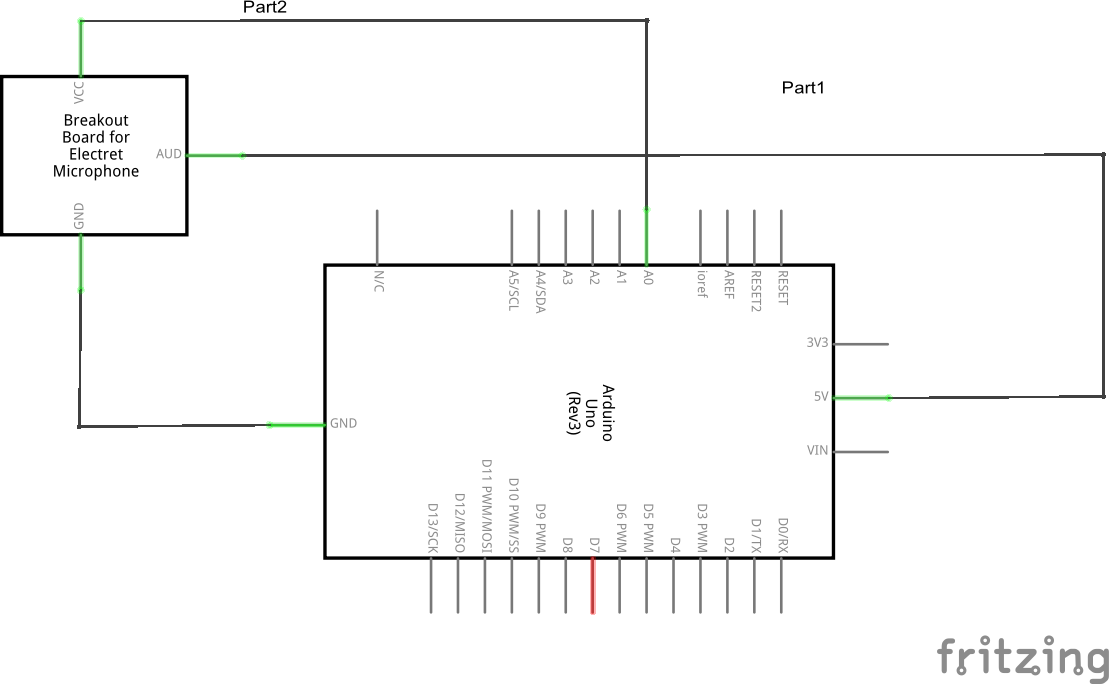 Part2
Part1
VCC
Breakout
Board for
Electret
Microphone
AUD
GND
N/C
A5/SCL
A4/SDA
A3
A2
A1
A0
ioref
AREF
RESET2
RESET
3V3
5V
VIN
Arduino
Uno
(Rev3)
GND
D13/SCK
D12/MISO
D11 PWM/MOSI
D10 PWM/SS
D9 PWM
D8
D7
D6 PWM
D5 PWM
D4
D3 PWM
D2
D1/TX
D0/RX
fritzing